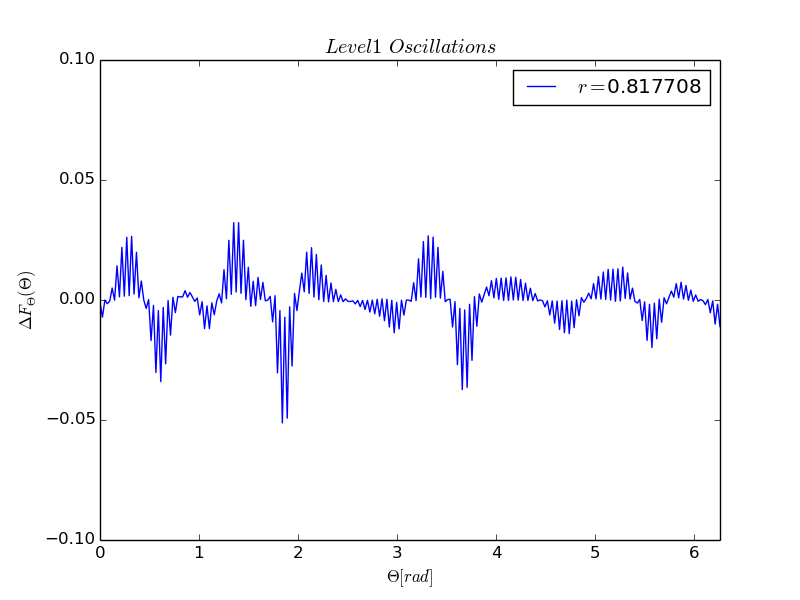 Level1 Oscillations
r=0.817708
0.10
0.05
0.00
−0.05
−0.10
ΔF_Θ(Θ)
0 1 2 3 4 5 6
Θ[rad]